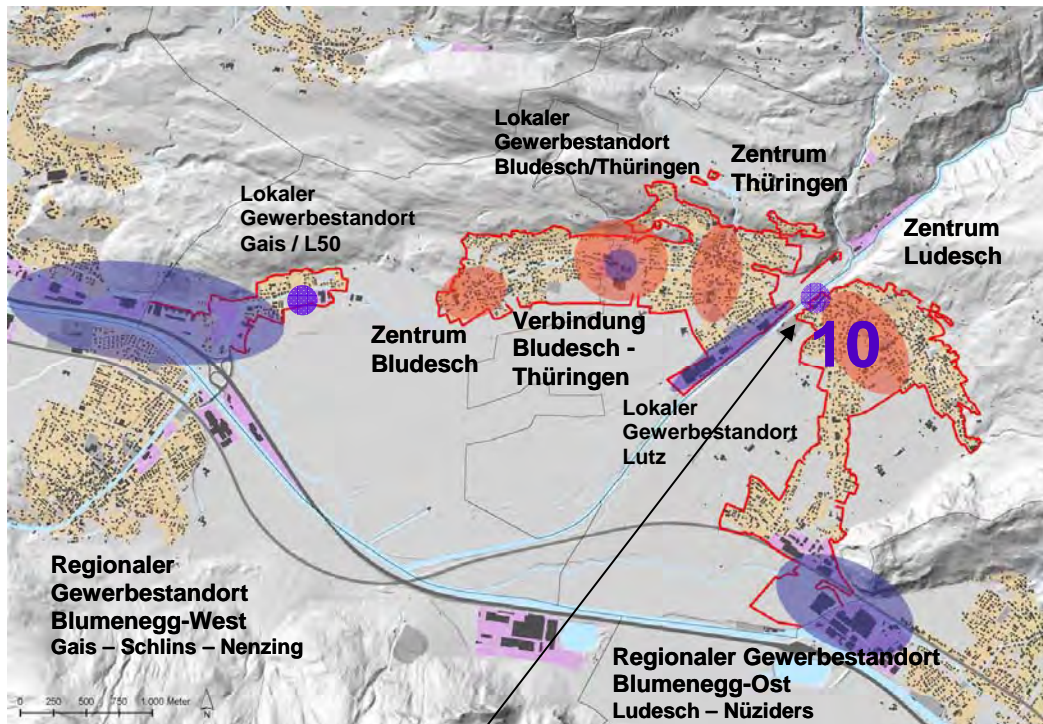 Lokaler
Gewerbestandort
Bludesch/Thüringen
Zentrum
Thüringen
Lokaler
Gewerbestandort
Gais / L50
Zentrum
Ludesch
Zentrum
Bludesch
Verbindung
Bludesch -
Thüringen
10
Lokaler
Gewerbestandort
Lutz
Regionaler
Gewerbestandort
Blumenegg-West
Gais – Schlins – Nenzing
Regionaler Gewerbestandort
Blumenegg-Ost
Ludesch – Nüziders
0 250 500 750 1.000 Meter
N